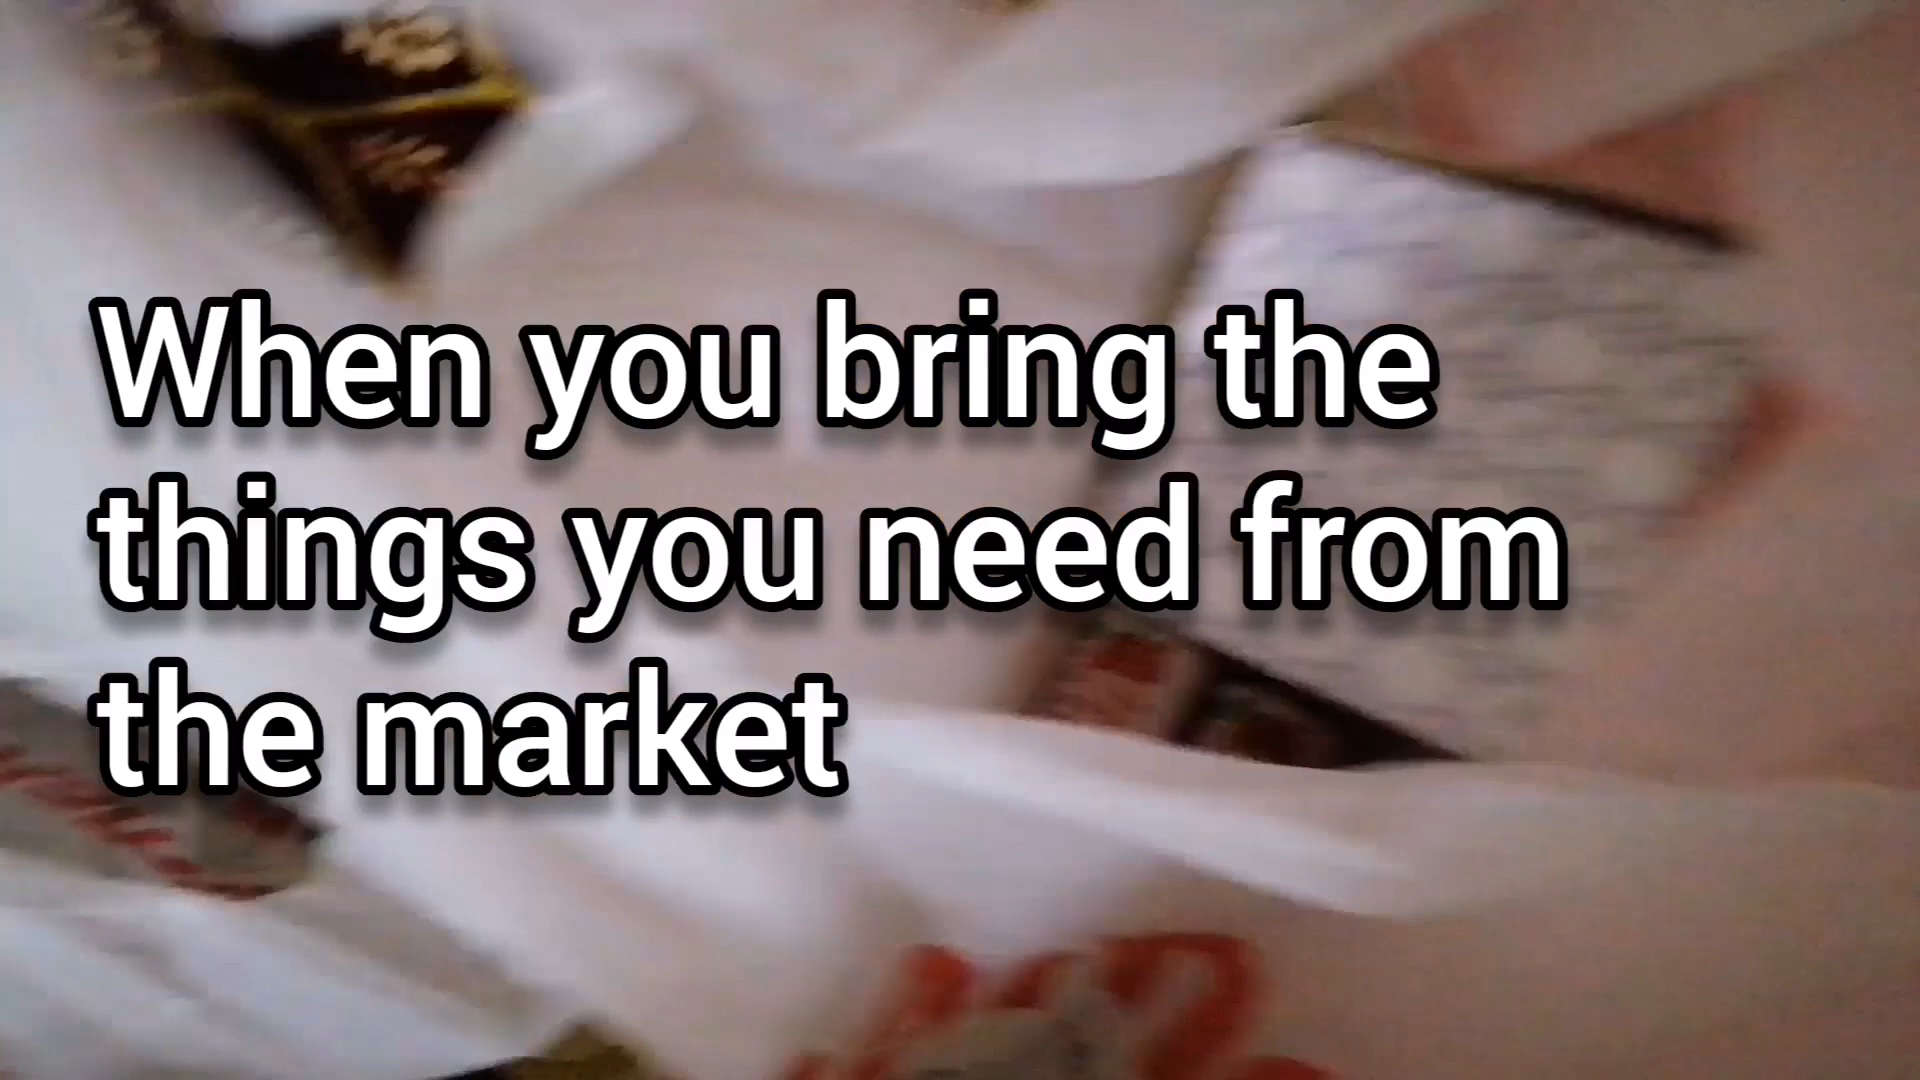 When you bring the
things you need from
the market